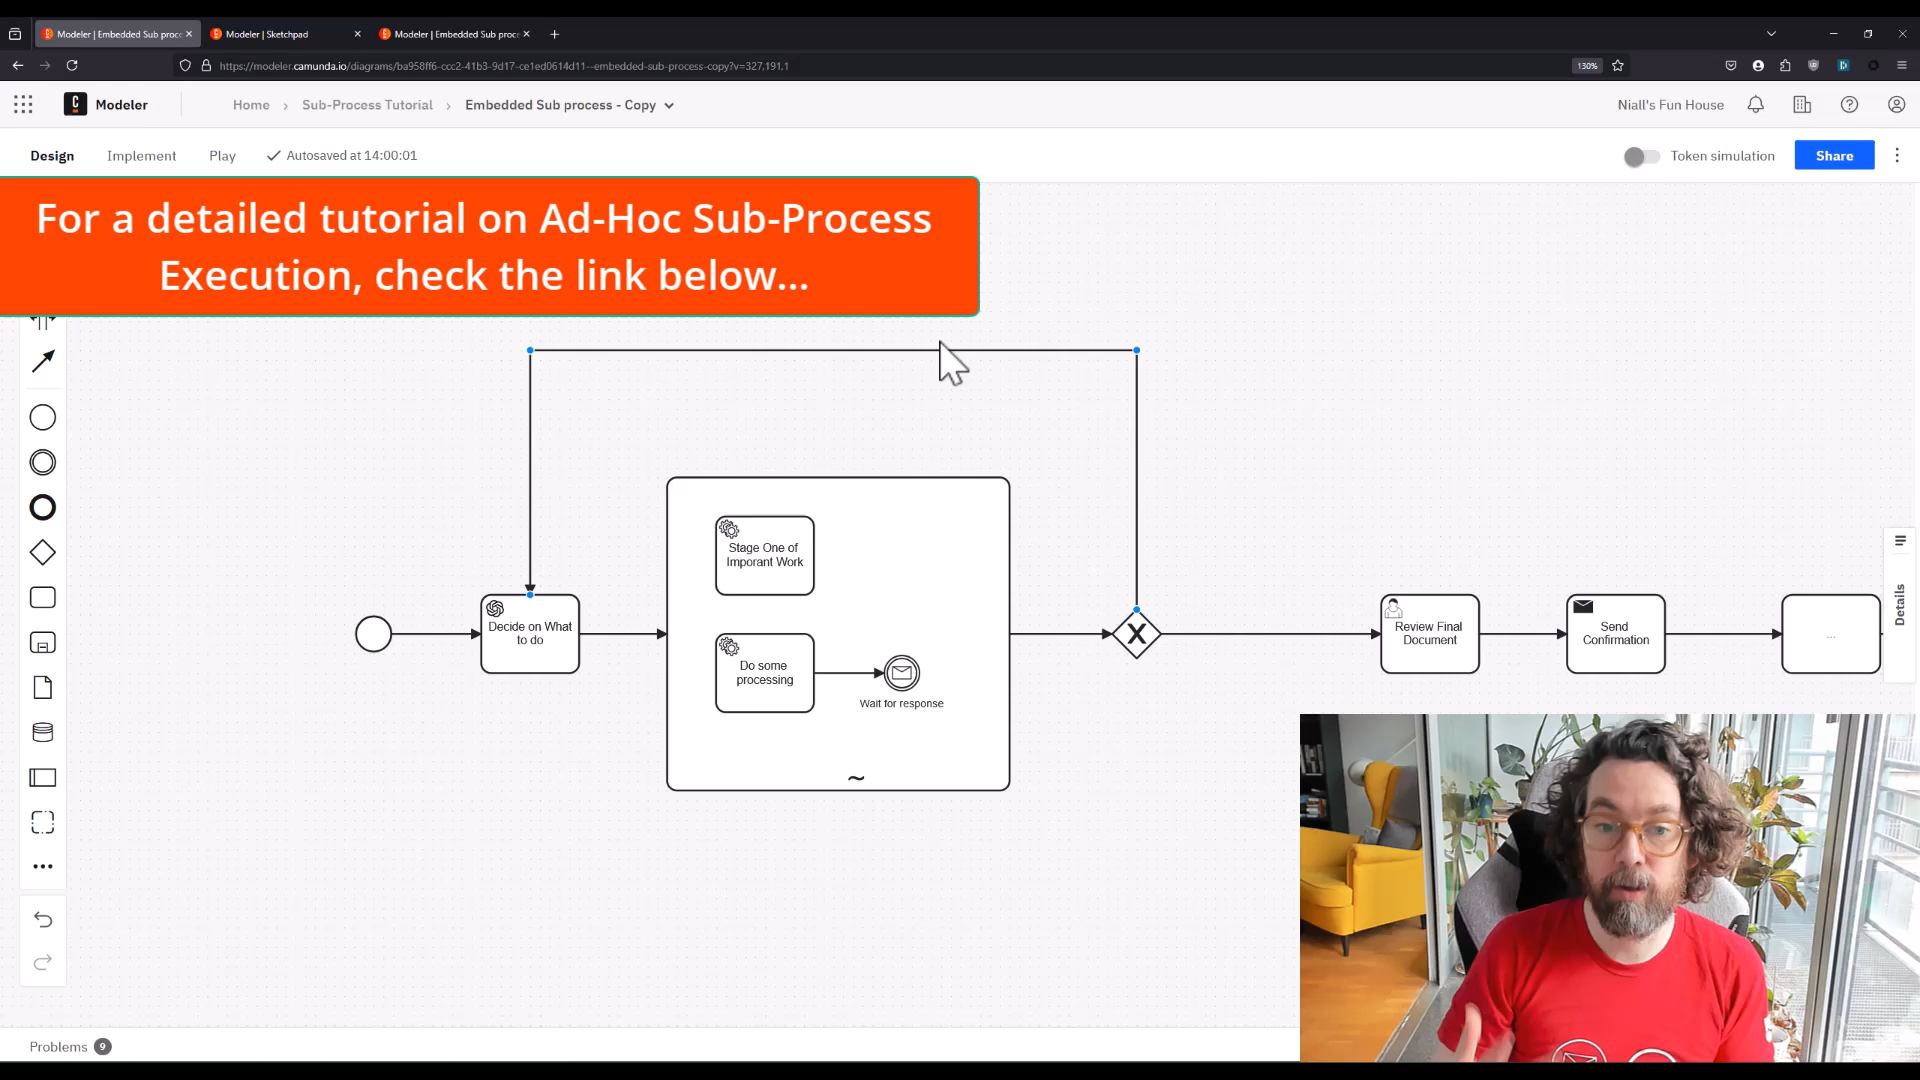 Modeler | Embedded Sub proce
Modeler | Sketchpad
Modeler | Embedded Sub proce
https://modeler.camunda.io/diagrams/ba958ff6-ccc2-41b3-9d17-ce1ed0614d11--embedded-sub-process-copy?v=327,191,1
130%
C
Modeler
Home
Sub-Process Tutorial
Embedded Sub process - Copy
Niall's Fun House
Design
Implement
Play
Autosaved at 14:00:01
Token simulation
Share
For a detailed tutorial on Ad-Hoc Sub-Process
Execution, check the link below...
Stage One of
Imporant Work
Decide on What
to do
Do some
processing
Wait for response
~
X
Review Final
Document
Send
Confirmation
...
Details
Problems 9